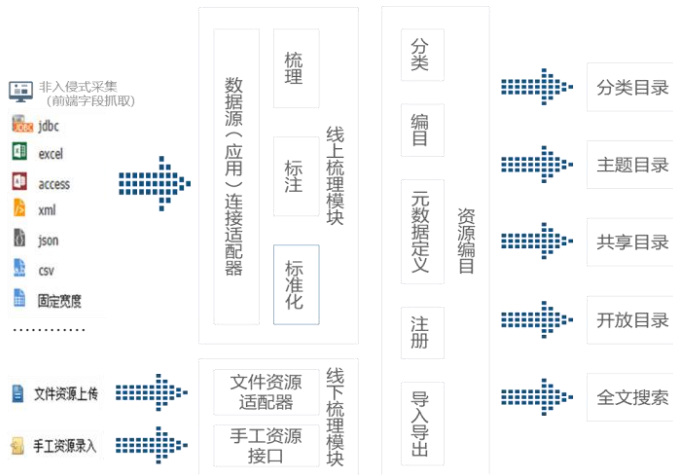 非入侵式采集
(前端字段抓取)
jdbc
excel
access
xml
json
csv
固定宽度
…………
文件资源上传
手工资源录入
数据源(应用)连接适配器
梳理
标注
标准化
线上梳理模块
文件资源
适配器
手工资源
接口
线下梳理模块
分类
编目
元数据定义
注册
导入导出
资源编目
分类目录
主题目录
共享目录
开放目录
全文搜索